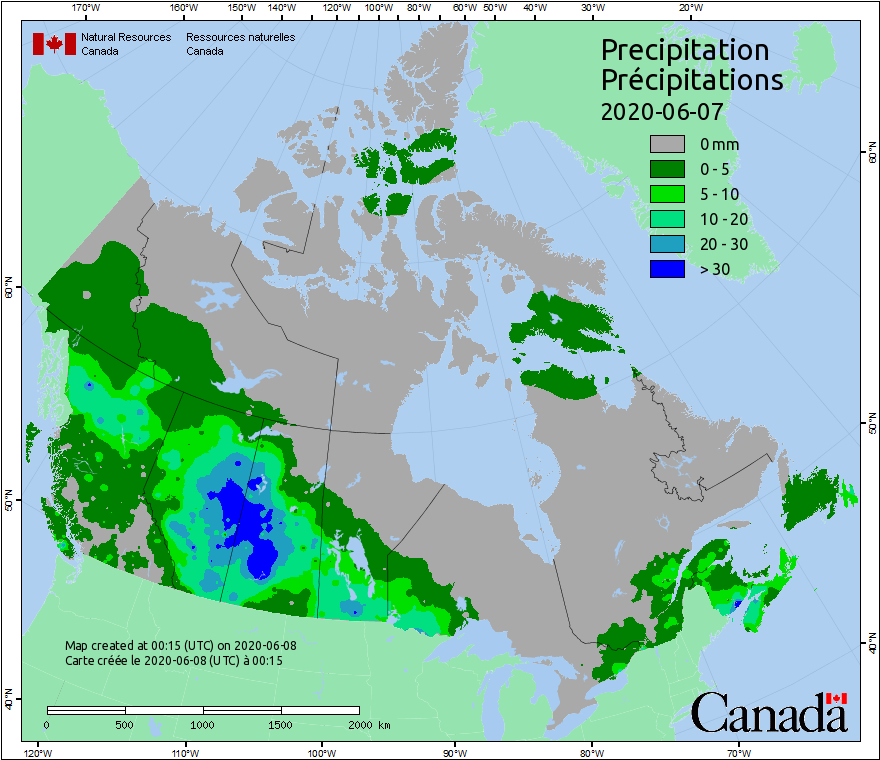 170°W 160°W 150°W 140°W 130°W 120°W 110°W 100°W 90°W 80°W 60°W 50°W 40°W 30°W 20°W
Natural Resources Canada
Ressources naturelles Canada
Precipitation
Précipitations
2020-06-07
0 mm
0 - 5
5 - 10
10 - 20
20 - 30
> 30
60°N
60°N
50°N
50°N
40°N
40°N
Map created at 00:15 (UTC) on 2020-06-08
Carte créée le 2020-06-08 (UTC) à 00:15
0 500 1000 1500 2000 km
Canada
120°W 110°W 100°W 90°W 80°W 70°W